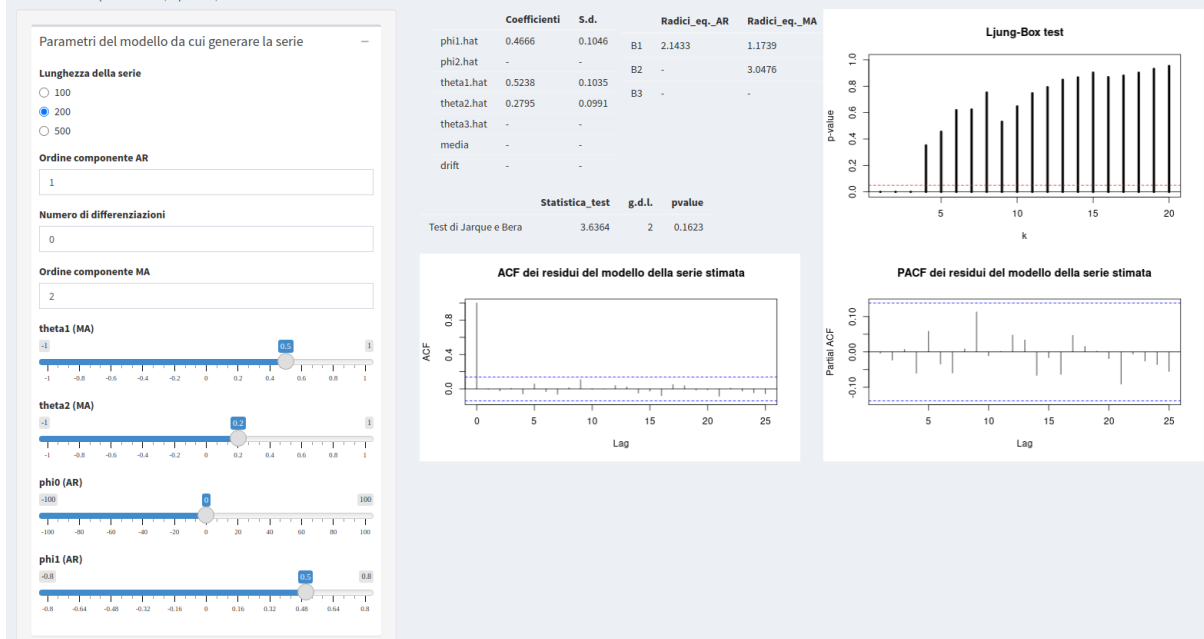 Parametri del modello da cui generare la serie
Lunghezza della serie
100
200
500
Ordine componente AR
1
Numero di differenziazioni
0
Ordine componente MA
2
theta1 (MA)
-1 0.5 1
-1 -0.8 -0.6 -0.4 -0.2 0 0.2 0.4 0.6 0.8 1
theta2 (MA)
-1 0.2 1
-1 -0.8 -0.6 -0.4 -0.2 0 0.2 0.4 0.6 0.8 1
phi0 (AR)
-100 0 100
-100 -80 -60 -40 -20 0 20 40 60 80 100
phi1 (AR)
-0.8 0.5 0.8
-0.8 -0.64 -0.48 -0.32 -0.16 0 0.16 0.32 0.48 0.64 0.8
Coefficienti S.d.
phi1.hat 0.4666 0.1046
phi2.hat - -
theta1.hat 0.5238 0.1035
theta2.hat 0.2795 0.0991
theta3.hat - -
media - -
drift - -
Radici_eq._AR Radici_eq._MA
B1 2.1433 1.1739
B2 - 3.0476
B3 - -
Statistica_test g.d.l. pvalue
Test di Jarque e Bera 3.6364 2 0.1623
Ljung-Box test
p-value
0.0 0.2 0.4 0.6 0.8 1.0
5 10 15 20
k
ACF dei residui del modello della serie stimata
ACF
0.0 0.4 0.8
0 5 10 15 20 25
Lag
PACF dei residui del modello della serie stimata
Partial ACF
-0.10 0.00 0.10
5 10 15 20 25
Lag